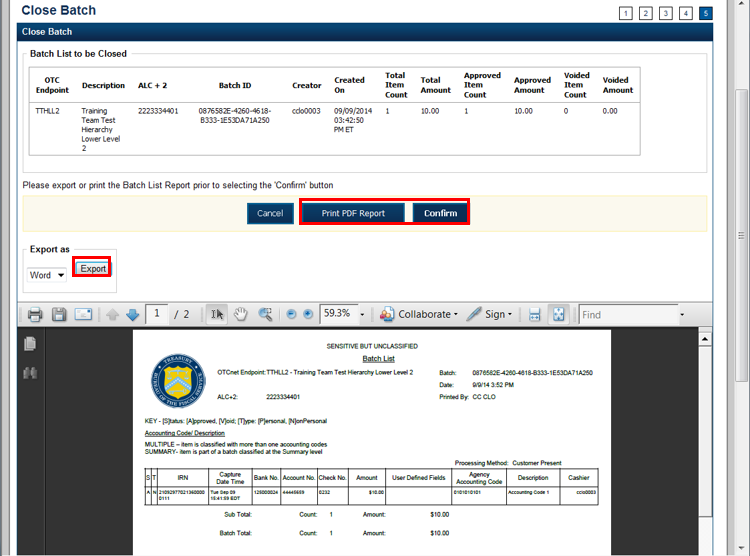 Close Batch
1 2 3 4 5
Close Batch
Batch List to be Closed
OTC Endpoint Description ALC + 2 Batch ID Creator Created On Total Item Count Total Amount Approved Item Count Approved Amount Voided Item Count Voided Amount
TTHLL2 Training Team Test Hierarchy Lower Level 2 2223334401 0876582E-4260-4618-B333-1E53DA71A250 cclo0003 09/09/2014 03:42:50 PM ET 1 10.00 1 10.00 0 0.00
Please export or print the Batch List Report prior to selecting the 'Confirm' button
Cancel Print PDF Report Confirm
Export as
Word Export
1 / 2 59.3% Collaborate Sign Find
SENSITIVE BUT UNCLASSIFIED
Batch List
OTCnet Endpoint: TTHLL2 - Training Team Test Hierarchy Lower Level 2 Batch: 0876582E-4260-4618-B333-1E53DA71A250
Date: 9/9/14 3:52 PM
ALC+2: 2223334401 Printed By: CC CLO
KEY - [S]tatus: [A]pproved, [V]oid; [T]ype: [P]ersonal, [N]onPersonal
Accounting Code/ Description
MULTIPLE – item is classified with more than one accounting codes
SUMMARY- item is part of a batch classified at the Summary level
Processing Method: Customer Present
S T IRN Capture Date Time Bank No. Account No. Check No. Amount User Defined Fields Agency Accounting Code Description Cashier
A N 21092977021360000 0111 Tue Sep 09 15:41:59 EDT 125000024 44445659 0232 $10.00 0101010101 Accounting Code 1 cclo0003
Sub Total: Count: 1 Amount: $10.00
Batch Total: Count: 1 Amount: $10.00